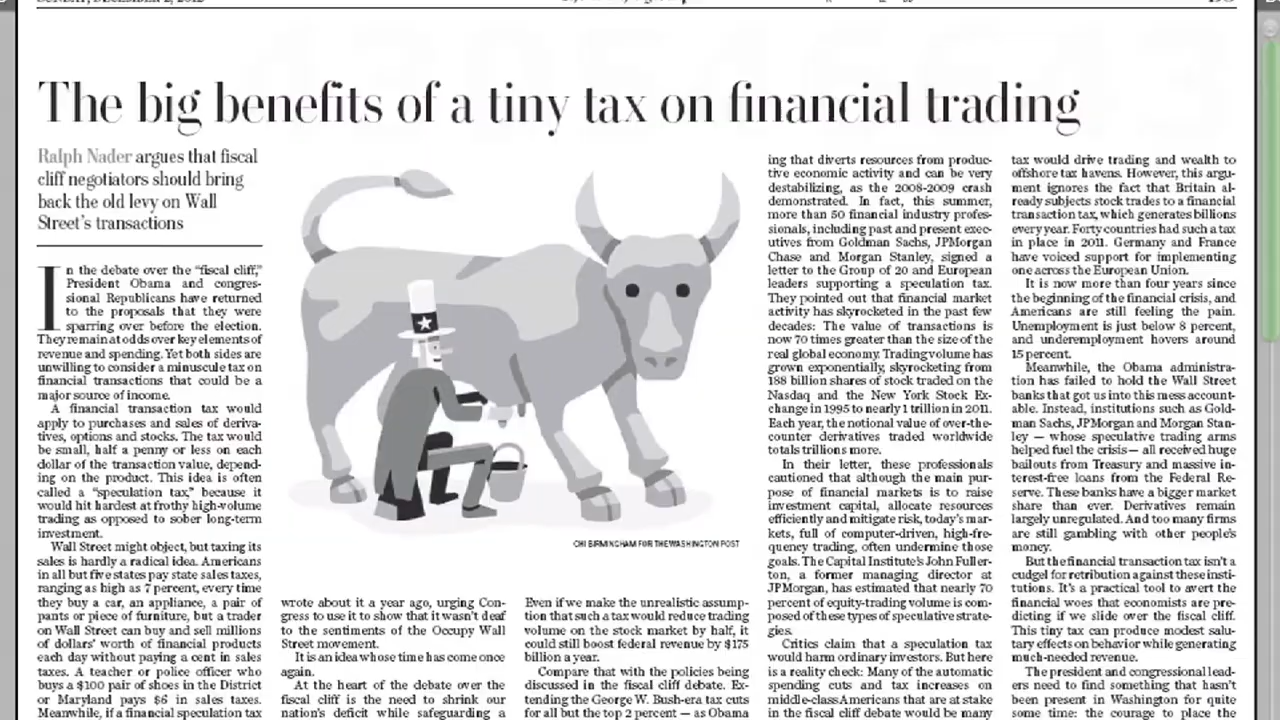 The big benefits of a tiny tax on financial trading
Ralph Nader argues that fiscal
cliff negotiators should bring
back the old levy on Wall
Street's transactions
In the debate over the "fiscal cliff,"
President Obama and congres-
sional Republicans have returned
to the proposals that they were
sparring over before the election.
They remain at odds over key elements of
revenue and spending. Yet both sides are
unwilling to consider a minuscule tax on
financial transactions that could be a
major source of income.
A financial transaction tax would
apply to purchases and sales of deriva-
tives, options and stocks. The tax would
be small, half a penny or less on each
dollar of the transaction value, depend-
ing on the product. This idea is often
called a "speculation tax," because it
would hit hardest at frothy high-volume
trading as opposed to sober long-term
investment.
Wall Street might object, but taxing its
sales is hardly a radical idea. Americans
in all but five states pay state sales taxes,
ranging as high as 7 percent, every time
they buy a car, an appliance, a pair of
pants or piece of furniture, but a trader
on Wall Street can buy and sell millions
of dollars' worth of financial products
each day without paying a cent in sales
taxes. A teacher or police officer who
buys a $100 pair of shoes in the District
or Maryland pays $6 in sales taxes.
Meanwhile, if a financial speculation tax
CHI BIRMINGHAM FOR THE WASHINGTON POST
wrote about it a year ago, urging Con-
gress to use it to show that it wasn't deaf
to the sentiments of the Occupy Wall
Street movement.
It is an idea whose time has come once
again.
At the heart of the debate over the
fiscal cliff is the need to shrink our
nation's deficit while safeguarding a
Even if we make the unrealistic assump-
tion that such a tax would reduce trading
volume on the stock market by half, it
could still boost federal revenue by $175
billion a year.
Compare that with the policies being
discussed in the fiscal cliff debate. Ex-
tending the George W. Bush-era tax cuts
for all but the top 2 percent — as Obama
ing that diverts resources from produc-
tive economic activity and can be very
destabilizing, as the 2008-2009 crash
demonstrated. In fact, this summer,
more than 50 financial industry profes-
sionals, including past and present exec-
utives from Goldman Sachs, JPMorgan
Chase and Morgan Stanley, signed a
letter to the Group of 20 and European
leaders supporting a speculation tax.
They pointed out that financial market
activity has skyrocketed in the past few
decades: The value of transactions is
now 70 times greater than the size of the
real global economy. Trading volume has
grown exponentially, skyrocketing from
188 billion shares of stock traded on the
Nasdaq and the New York Stock Ex-
change in 1995 to nearly 1 trillion in 2011.
Each year, the notional value of over-the-
counter derivatives traded worldwide
totals trillions more.
In their letter, these professionals
cautioned that although the main pur-
pose of financial markets is to raise
investment capital, allocate resources
efficiently and mitigate risk, today's mar-
kets, full of computer-driven, high-fre-
quency trading, often undermine those
goals. The Capital Institute's John Fuller-
ton, a former managing director at
JPMorgan, has estimated that nearly 70
percent of equity-trading volume is com-
posed of these types of speculative strate-
gies.
Critics claim that a speculation tax
would harm ordinary investors. But here
is a reality check: Many of the automatic
spending cuts and tax increases on
middle-class Americans that are at stake
in the fiscal cliff debate would be many
tax would drive trading and wealth to
offshore tax havens. However, this argu-
ment ignores the fact that Britain al-
ready subjects stock trades to a financial
transaction tax, which generates billions
every year. Forty countries had such a tax
in place in 2011. Germany and France
have voiced support for implementing
one across the European Union.
It is now more than four years since
the beginning of the financial crisis, and
Americans are still feeling the pain.
Unemployment is just below 8 percent,
and underemployment hovers around
15 percent.
Meanwhile, the Obama administra-
tion has failed to hold the Wall Street
banks that got us into this mess account-
able. Instead, institutions such as Gold-
man Sachs, JPMorgan and Morgan Stan-
ley — whose speculative trading arms
helped fuel the crisis — all received huge
bailouts from Treasury and massive in-
terest-free loans from the Federal Re-
serve. These banks have a bigger market
share than ever. Derivatives remain
largely unregulated. And too many firms
are still gambling with other people's
money.
But the financial transaction tax isn't a
cudgel for retribution against these insti-
tutions. It's a practical tool to avert the
financial woes that economists are pre-
dicting if we slide over the fiscal cliff.
This tiny tax can produce modest salu-
tary effects on behavior while generating
much-needed revenue.
The president and congressional lead-
ers need to find something that hasn't
been present in Washington for quite
some time: the courage to place the